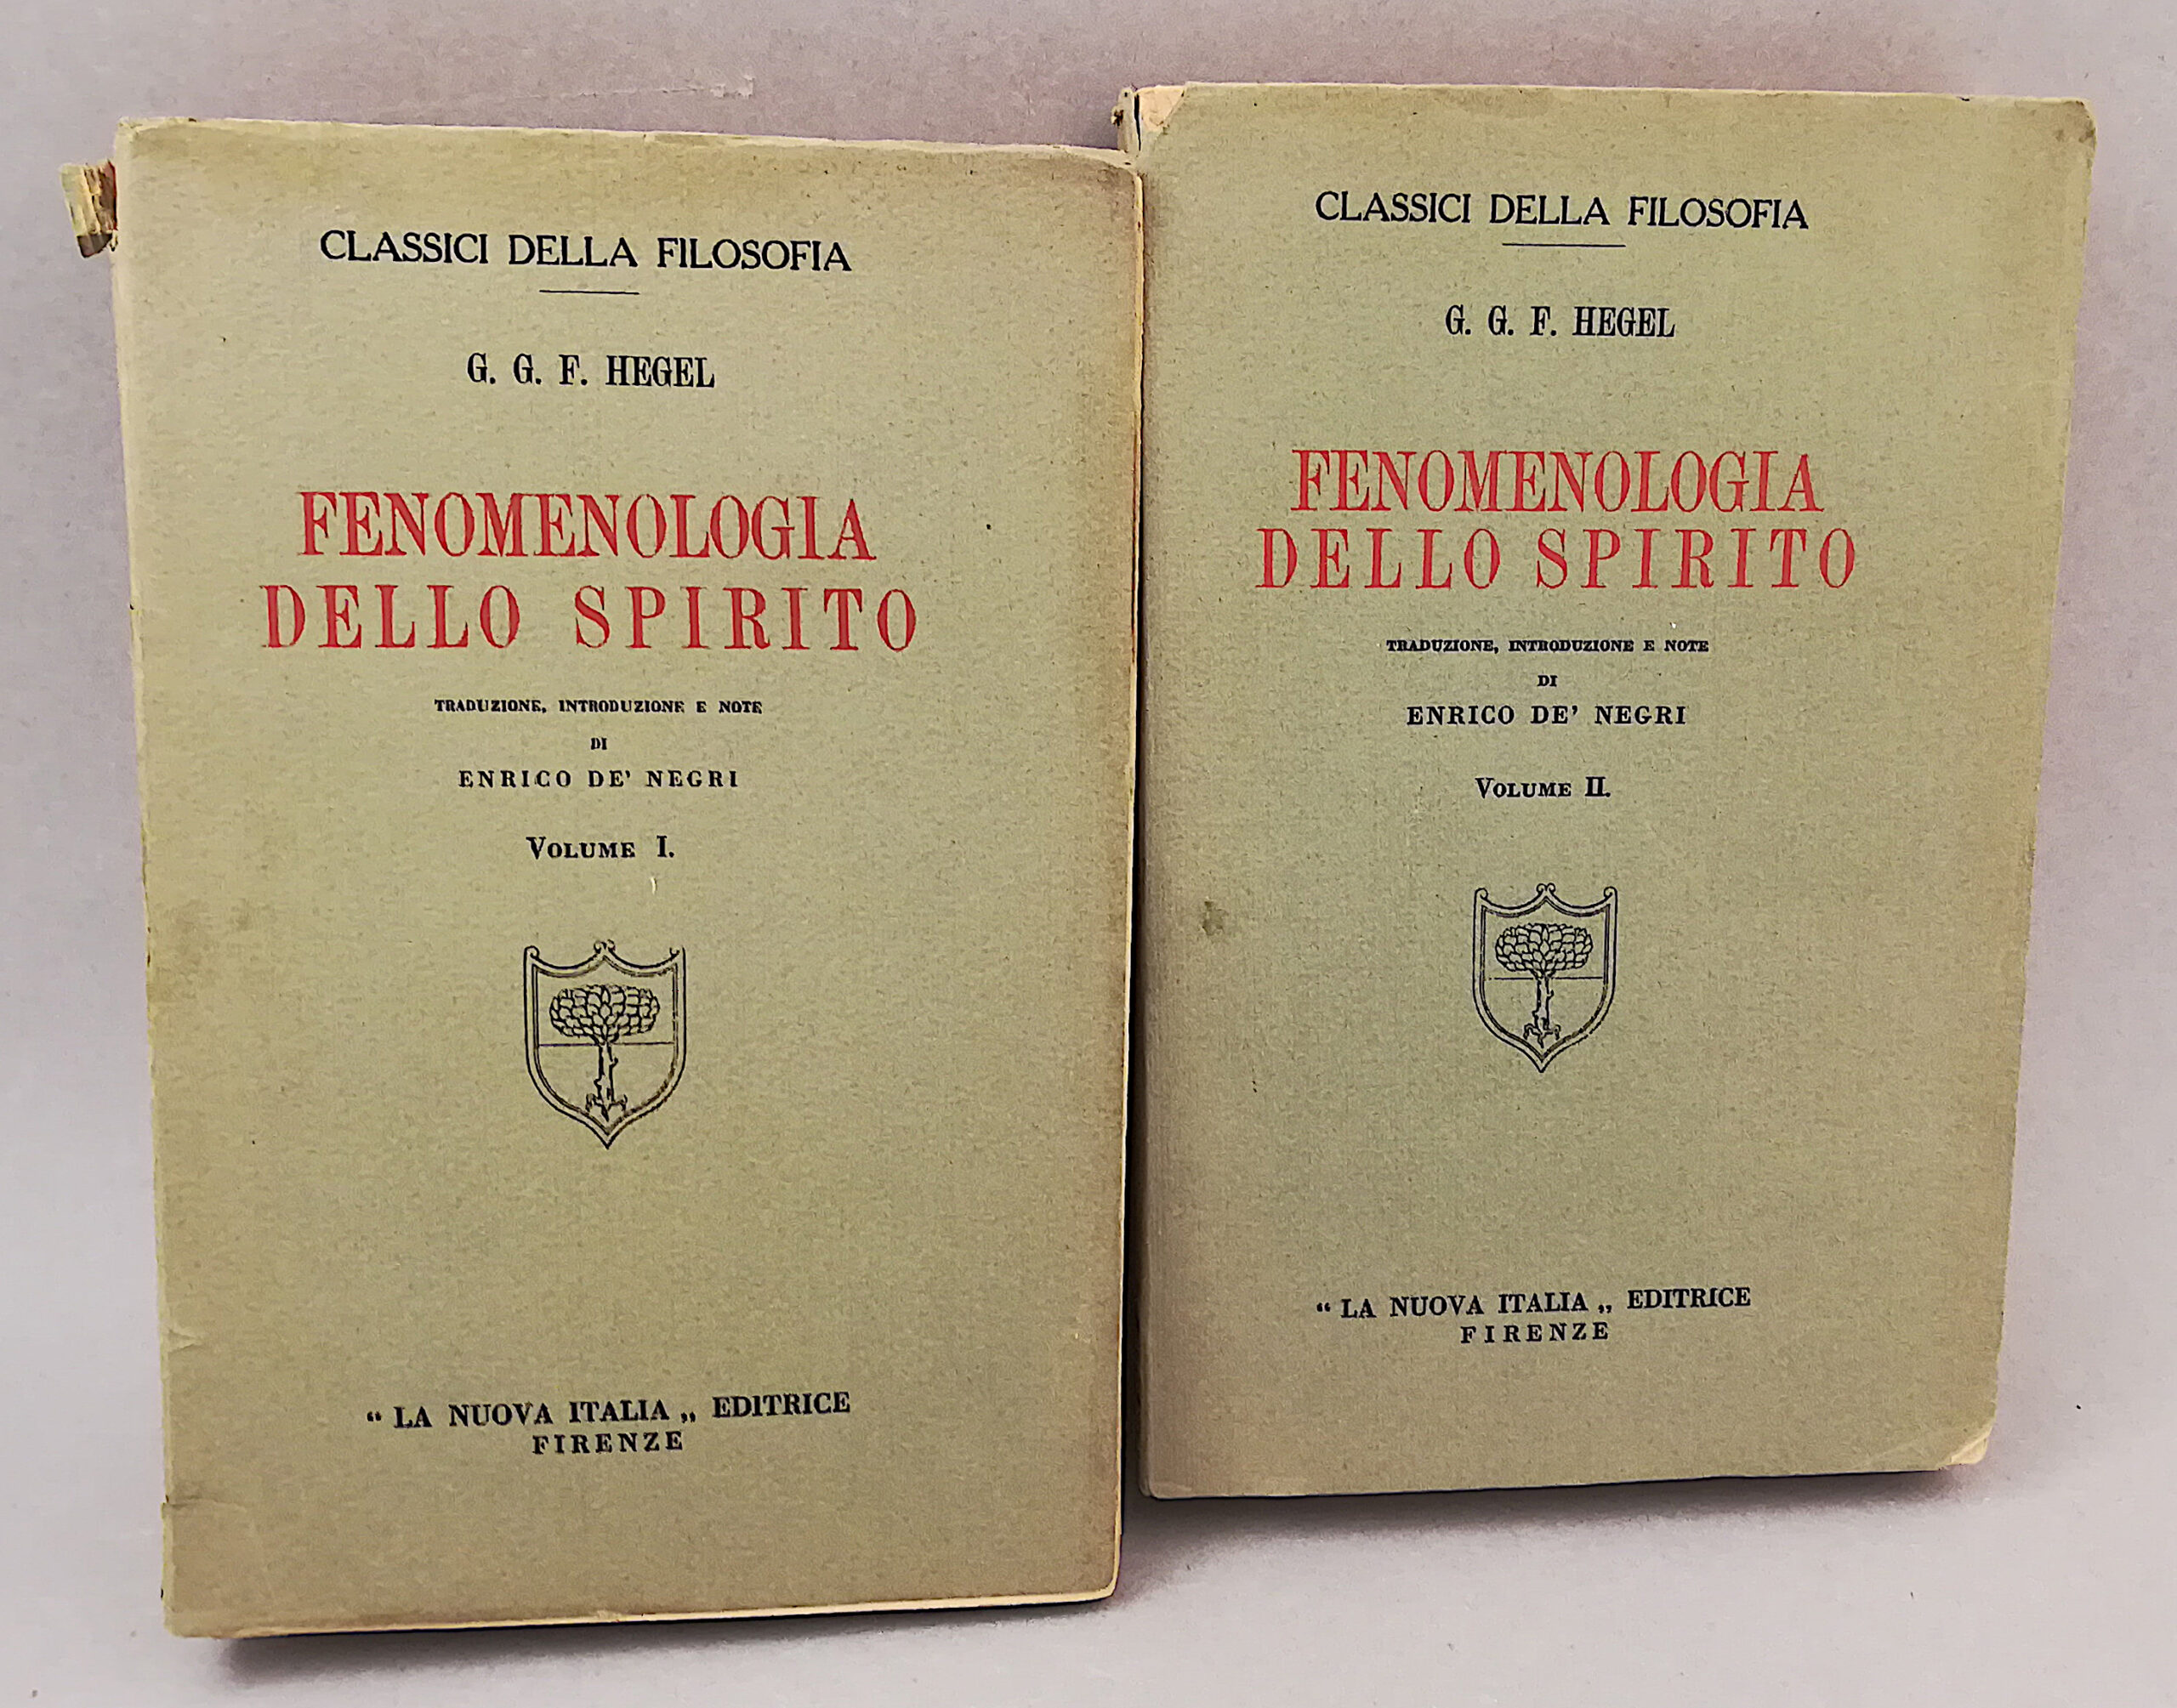 CLASSICI DELLA FILOSOFIA
G. G. F. HEGEL
FENOMENOLOGIA
DELLO SPIRITO
TRADUZIONE, INTRODUZIONE E NOTE
DI
ENRICO DE' NEGRI
VOLUME I.
“ LA NUOVA ITALIA „ EDITRICE
FIRENZE
CLASSICI DELLA FILOSOFIA
G. G. F. HEGEL
FENOMENOLOGIA
DELLO SPIRITO
TRADUZIONE, INTRODUZIONE E NOTE
DI
ENRICO DE' NEGRI
VOLUME II.
“ LA NUOVA ITALIA „ EDITRICE
FIRENZE